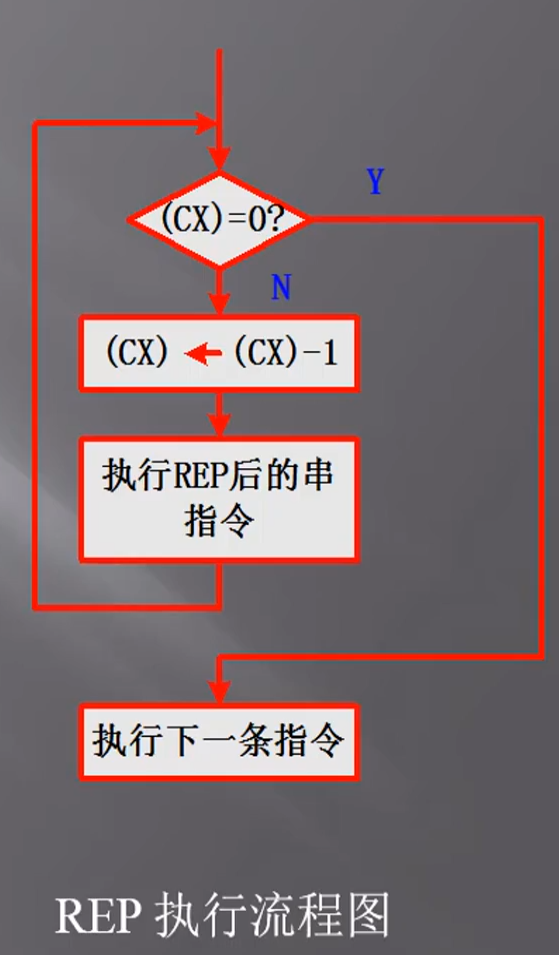 (CX)=0?
Y
N
(CX) ← (CX)-1
执行REP后的串
指令
执行下一条指令
REP 执行流程图